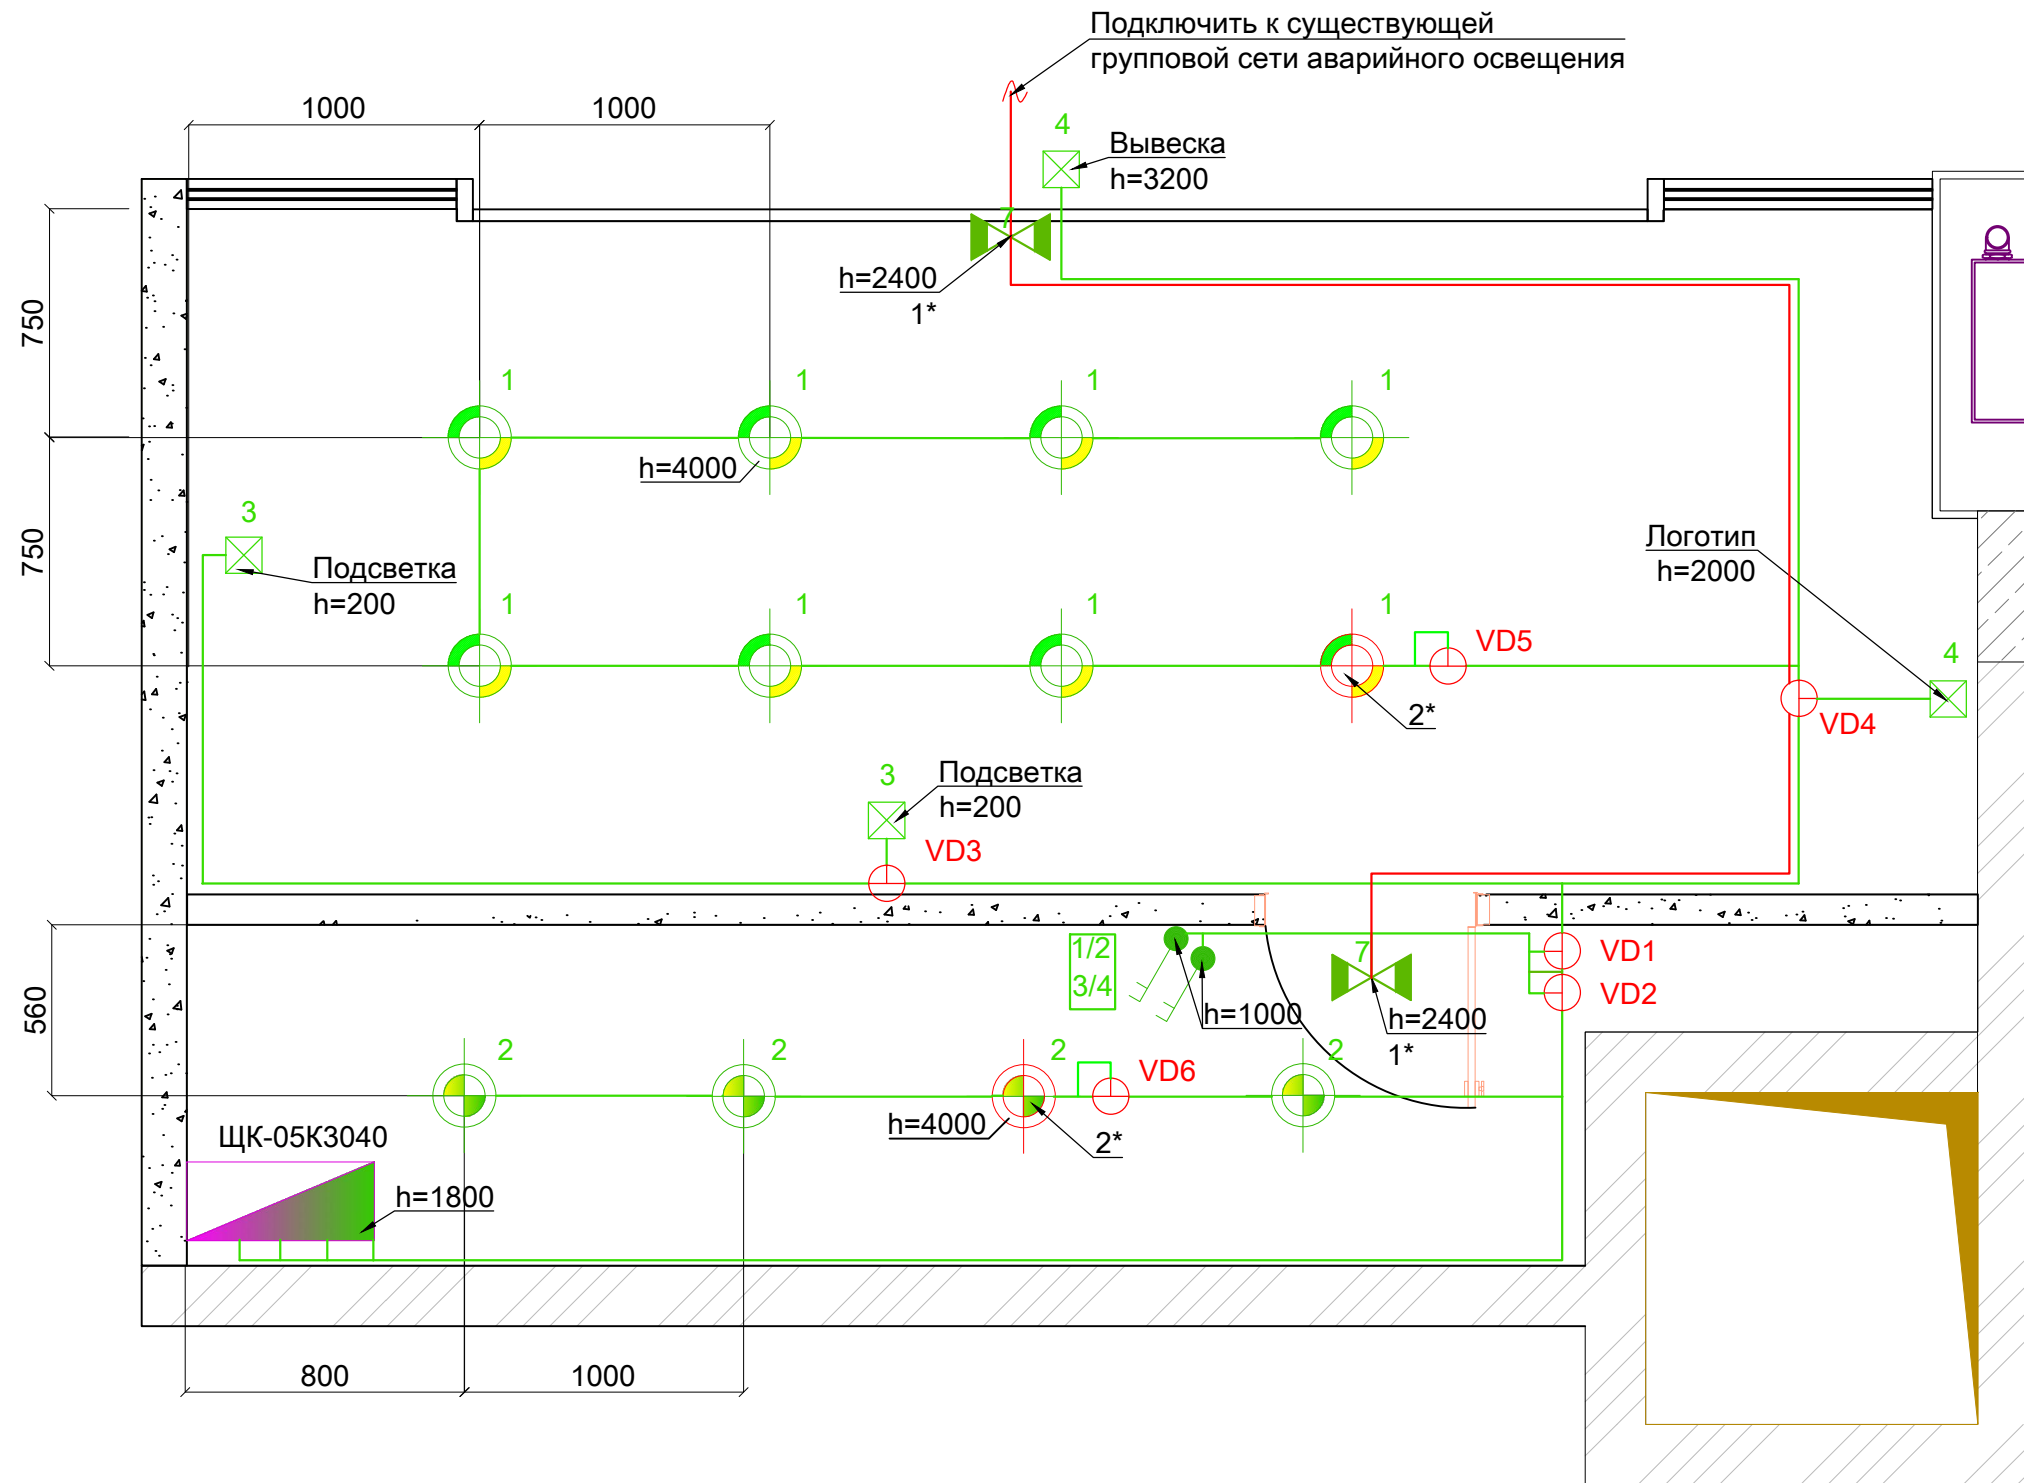 Подключить к существующей
групповой сети аварийного освещения
1000
1000
4
Вывеска
h=3200
7
h=2400
1*
750
1
1
1
1
h=4000
3
Подсветка
h=200
750
Логотип
h=2000
1
1
1
1
VD5
4
2*
VD4
3
Подсветка
h=200
VD3
1/2
3/4
7
VD1
VD2
h=1000
h=2400
1*
560
2
2
2
2
VD6
h=4000
2*
ЩК-05К3040
h=1800
800
1000